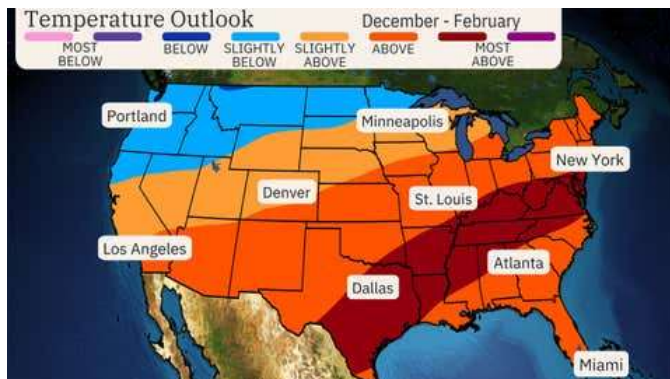 Temperature Outlook
December - February
MOST
BELOW
BELOW
SLIGHTLY
BELOW
SLIGHTLY
ABOVE
ABOVE
MOST
ABOVE
Portland
Minneapolis
New York
Denver
St. Louis
Los Angeles
Atlanta
Dallas
Miami